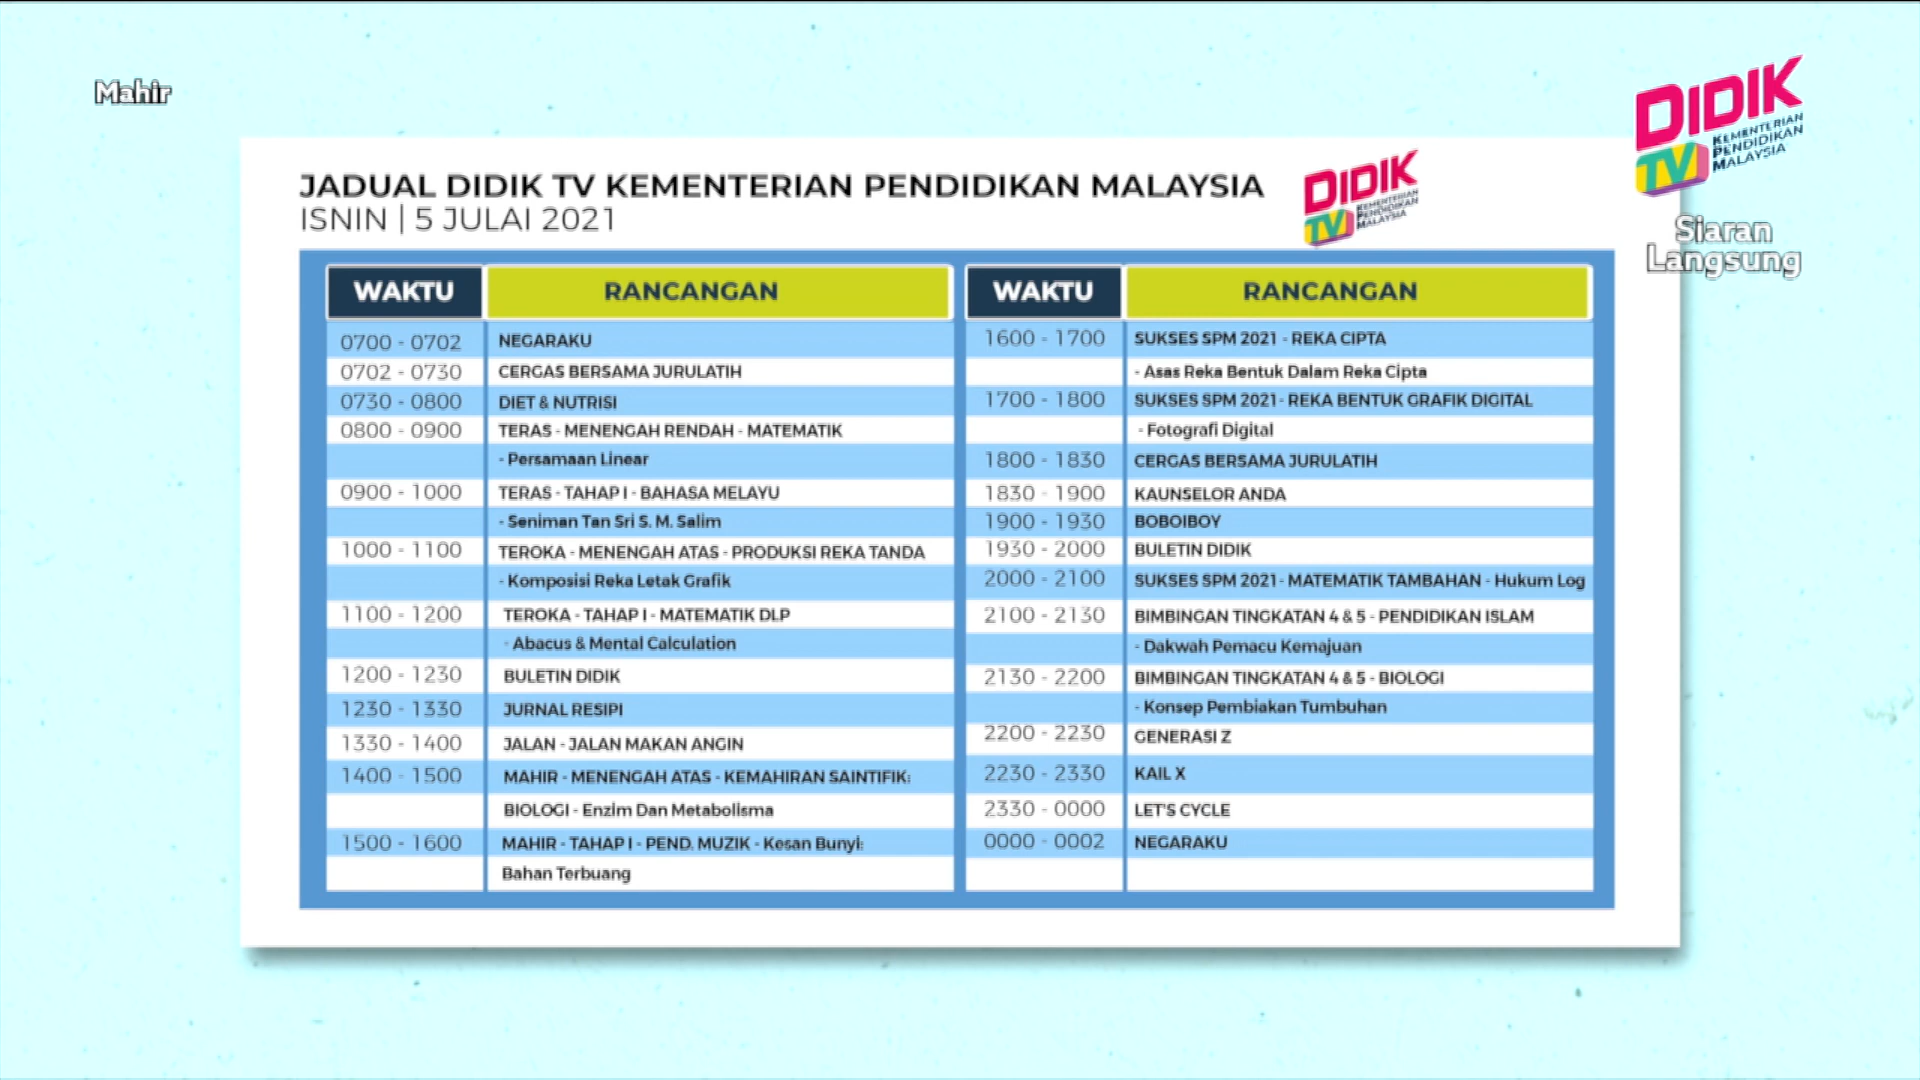 Mahir
DIDIK
TV
KEMENTERIAN
PENDIDIKAN
MALAYSIA
Siaran
Langsung
JADUAL DIDIK TV KEMENTERIAN PENDIDIKAN MALAYSIA
ISNIN | 5 JULAI 2021
DIDIK
TV
KEMENTERIAN
PENDIDIKAN
MALAYSIA
WAKTU RANCANGAN
0700 - 0702 NEGARAKU
0702 - 0730 CERGAS BERSAMA JURULATIH
0730 - 0800 DIET & NUTRISI
0800 - 0900 TERAS - MENENGAH RENDAH - MATEMATIK
- Persamaan Linear
0900 - 1000 TERAS - TAHAP I - BAHASA MELAYU
- Seniman Tan Sri S. M. Salim
1000 - 1100 TEROKA - MENENGAH ATAS - PRODUKSI REKA TANDA
- Komposisi Reka Letak Grafik
1100 - 1200 TEROKA - TAHAP I - MATEMATIK DLP
- Abacus & Mental Calculation
1200 - 1230 BULETIN DIDIK
1230 - 1330 JURNAL RESIPI
1330 - 1400 JALAN - JALAN MAKAN ANGIN
1400 - 1500 MAHIR - MENENGAH ATAS - KEMAHIRAN SAINTIFIK:
BIOLOGI - Enzim Dan Metabolisma
1500 - 1600 MAHIR - TAHAP I - PEND. MUZIK - Kesan Bunyi:
Bahan Terbuang
WAKTU RANCANGAN
1600 - 1700 SUKSES SPM 2021 - REKA CIPTA
- Asas Reka Bentuk Dalam Reka Cipta
1700 - 1800 SUKSES SPM 2021 - REKA BENTUK GRAFIK DIGITAL
- Fotografi Digital
1800 - 1830 CERGAS BERSAMA JURULATIH
1830 - 1900 KAUNSELOR ANDA
1900 - 1930 BOBOIBOY
1930 - 2000 BULETIN DIDIK
2000 - 2100 SUKSES SPM 2021 - MATEMATIK TAMBAHAN - Hukum Log
2100 - 2130 BIMBINGAN TINGKATAN 4 & 5 - PENDIDIKAN ISLAM
- Dakwah Pemacu Kemajuan
2130 - 2200 BIMBINGAN TINGKATAN 4 & 5 - BIOLOGI
- Konsep Pembiakan Tumbuhan
2200 - 2230 GENERASI Z
2230 - 2330 KAIL X
2330 - 0000 LET'S CYCLE
0000 - 0002 NEGARAKU